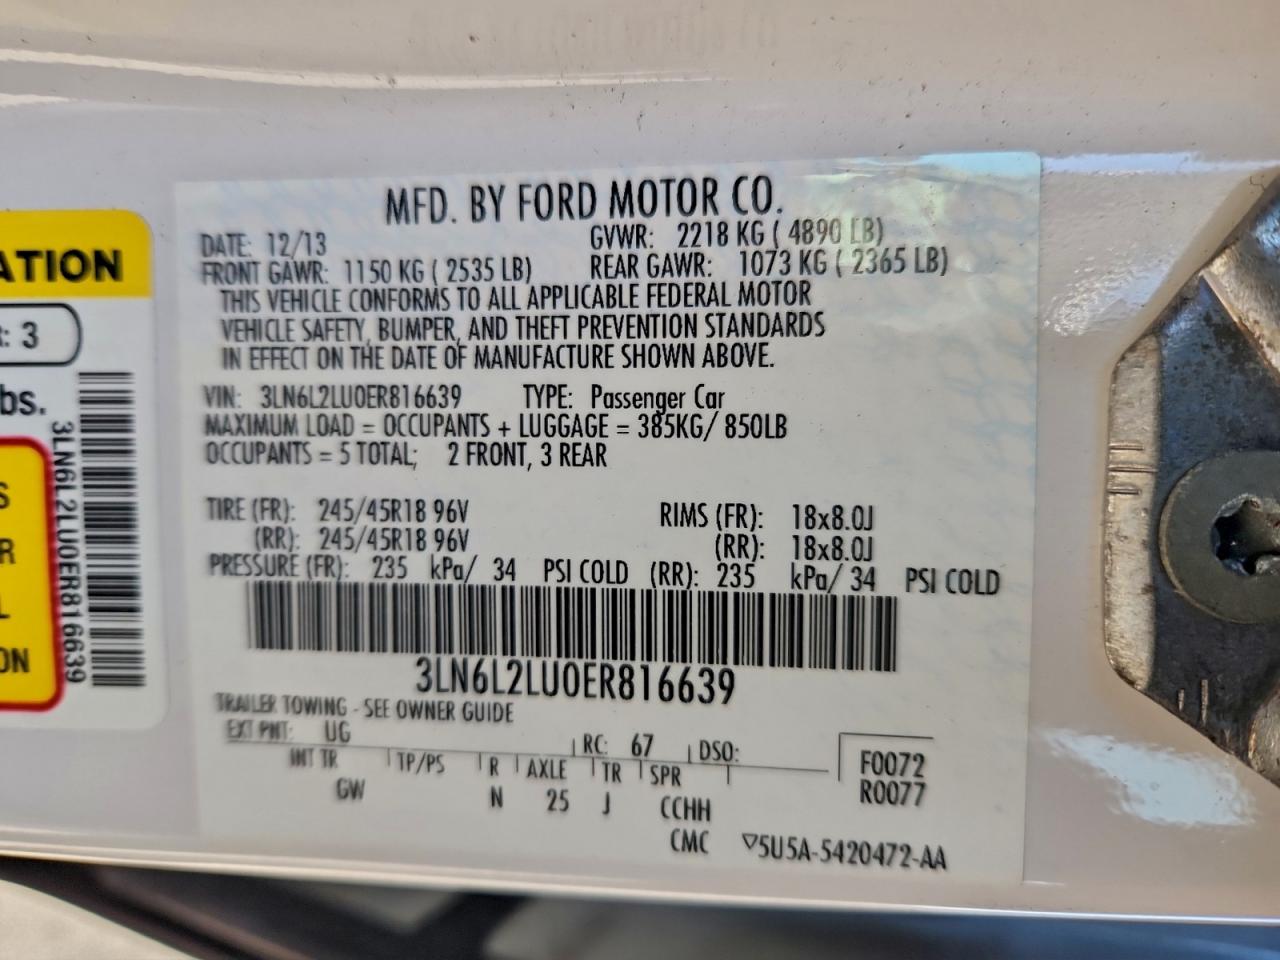 MFD. BY FORD MOTOR CO.
DATE: 12/13 GVWR: 2218 KG ( 4890 LB)
FRONT GAWR: 1150 KG ( 2535 LB) REAR GAWR: 1073 KG ( 2365 LB)
THIS VEHICLE CONFORMS TO ALL APPLICABLE FEDERAL MOTOR
VEHICLE SAFETY, BUMPER, AND THEFT PREVENTION STANDARDS
IN EFFECT ON THE DATE OF MANUFACTURE SHOWN ABOVE.
VIN: 3LN6L2LU0ER816639 TYPE: Passenger Car
MAXIMUM LOAD = OCCUPANTS + LUGGAGE = 385KG/ 850LB
OCCUPANTS = 5 TOTAL; 2 FRONT, 3 REAR
TIRE (FR): 245/45R18 96V RIMS (FR): 18x8.0J
(RR): 245/45R18 96V (RR): 18x8.0J
PRESSURE (FR): 235 kPa/ 34 PSI COLD (RR): 235 kPa/ 34 PSI COLD
3LN6L2LU0ER816639
TRAILER TOWING - SEE OWNER GUIDE
EXT PNT: UG RC: 67 DSO:
INT TR TP/PS R AXLE TR SPR
GW N 25 J CCHH
CMC ▽5U5A-5420472-AA
F0072
R0077
ATION
R: 3
bs.
S
R
L
ON
3LN6L2LU0ER816639